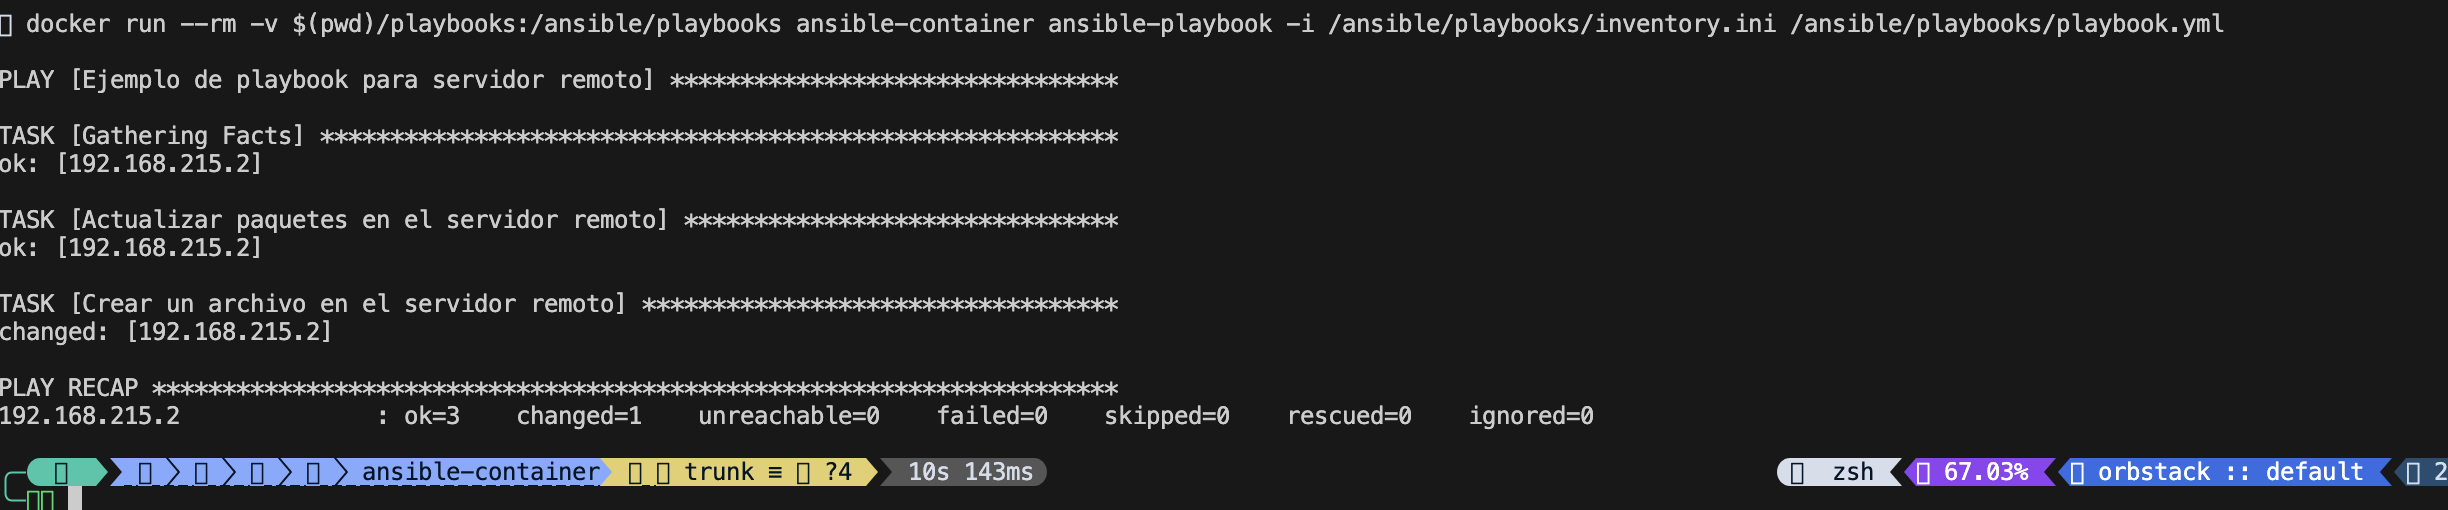 docker run --rm -v $(pwd)/playbooks:/ansible/playbooks ansible-container ansible-playbook -i /ansible/playbooks/inventory.ini /ansible/playbooks/playbook.yml
PLAY [Ejemplo de playbook para servidor remoto] ********************************
TASK [Gathering Facts] *********************************************************
ok: [192.168.215.2]
TASK [Actualizar paquetes en el servidor remoto] *******************************
ok: [192.168.215.2]
TASK [Crear un archivo en el servidor remoto] **********************************
changed: [192.168.215.2]
PLAY RECAP *********************************************************************
192.168.215.2              : ok=3    changed=1    unreachable=0    failed=0    skipped=0    rescued=0    ignored=0
ansible-container trunk ≡ ?4 10s 143ms zsh 67.03% orbstack :: default 2